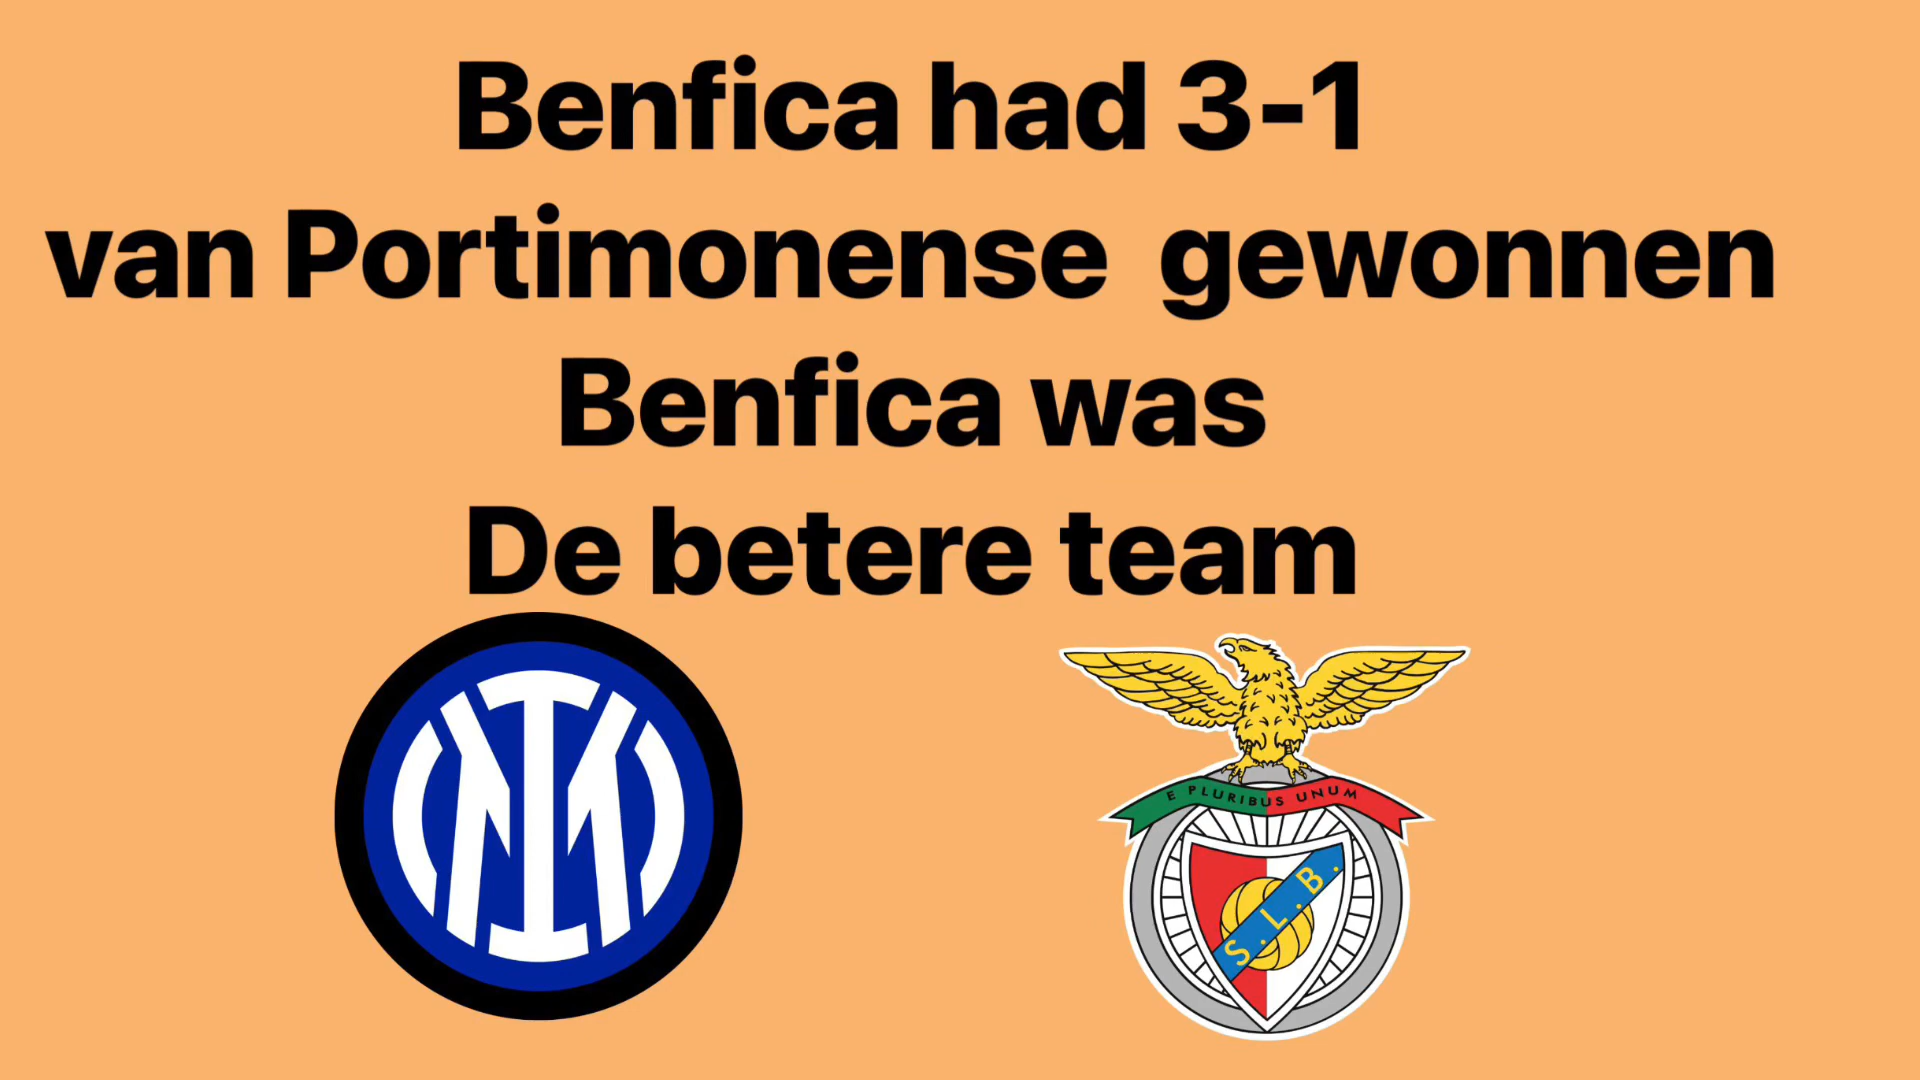 Benfica had 3-1
van Portimonense gewonnen
Benfica was
De betere team
E PLURIBUS UNUM
S.L.B.